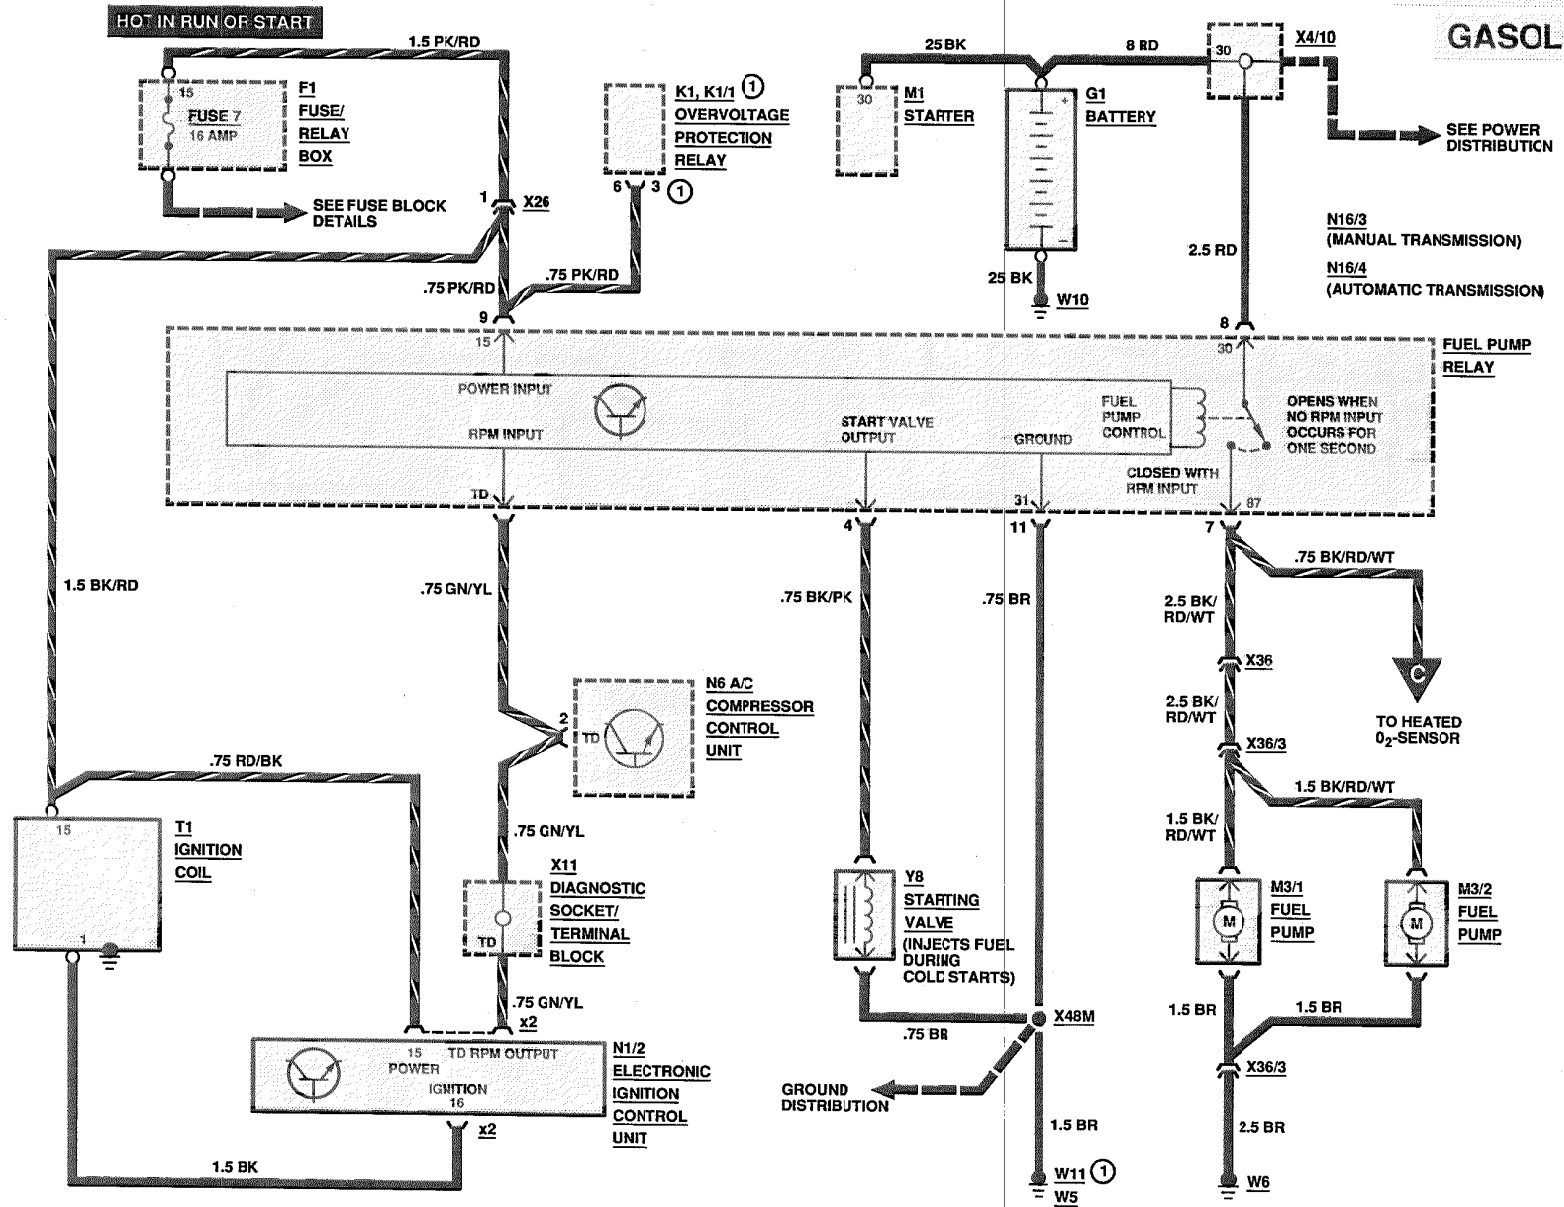 HOT IN RUN OR START
GASOL
1.5 PK/RD
25 BK
8 RD
X4/10
30
15
FUSE 7
16 AMP
F1
FUSE/
RELAY
BOX
K1, K1/1 1
OVERVOLTAGE
PROTECTION
RELAY
30
M1
STARTER
+
-
G1
BATTERY
SEE POWER
DISTRIBUTION
SEE FUSE BLOCK
DETAILS
1
X26
6
3
1
N16/3
(MANUAL TRANSMISSION)
N16/4
(AUTOMATIC TRANSMISSION)
2.5 RD
.75 PK/RD
.75 PK/RD
25 BK
W10
9
8
15
30
FUEL PUMP
RELAY
POWER INPUT
RPM INPUT
START VALVE
OUTPUT
GROUND
FUEL
PUMP
CONTROL
OPENS WHEN
NO RPM INPUT
OCCURS FOR
ONE SECOND
CLOSED WITH
RPM INPUT
TD
31
87
4
11
7
1.5 BK/RD
.75 GN/YL
.75 BK/PK
.75 BR
2.5 BK/
RD/WT
.75 BK/RD/WT
X36
C
TO HEATED
O2-SENSOR
2
TD
N6 A/C
COMPRESSOR
CONTROL
UNIT
2.5 BK/
RD/WT
X36/3
.75 RD/BK
1.5 BK/RD/WT
1.5 BK/
RD/WT
15
1
T1
IGNITION
COIL
.75 GN/YL
X11
DIAGNOSTIC
SOCKET/
TERMINAL
BLOCK
TD
Y8
STARTING
VALVE
(INJECTS FUEL
DURING
COLD STARTS)
M
M3/1
FUEL
PUMP
M
M3/2
FUEL
PUMP
.75 GN/YL
x2
.75 BR
X48M
1.5 BR
1.5 BR
X36/3
15
POWER
TD RPM OUTPUT
IGNITION
16
N1/2
ELECTRONIC
IGNITION
CONTROL
UNIT
x2
GROUND
DISTRIBUTION
1.5 BR
2.5 BR
1.5 BK
W11 1
W5
W6